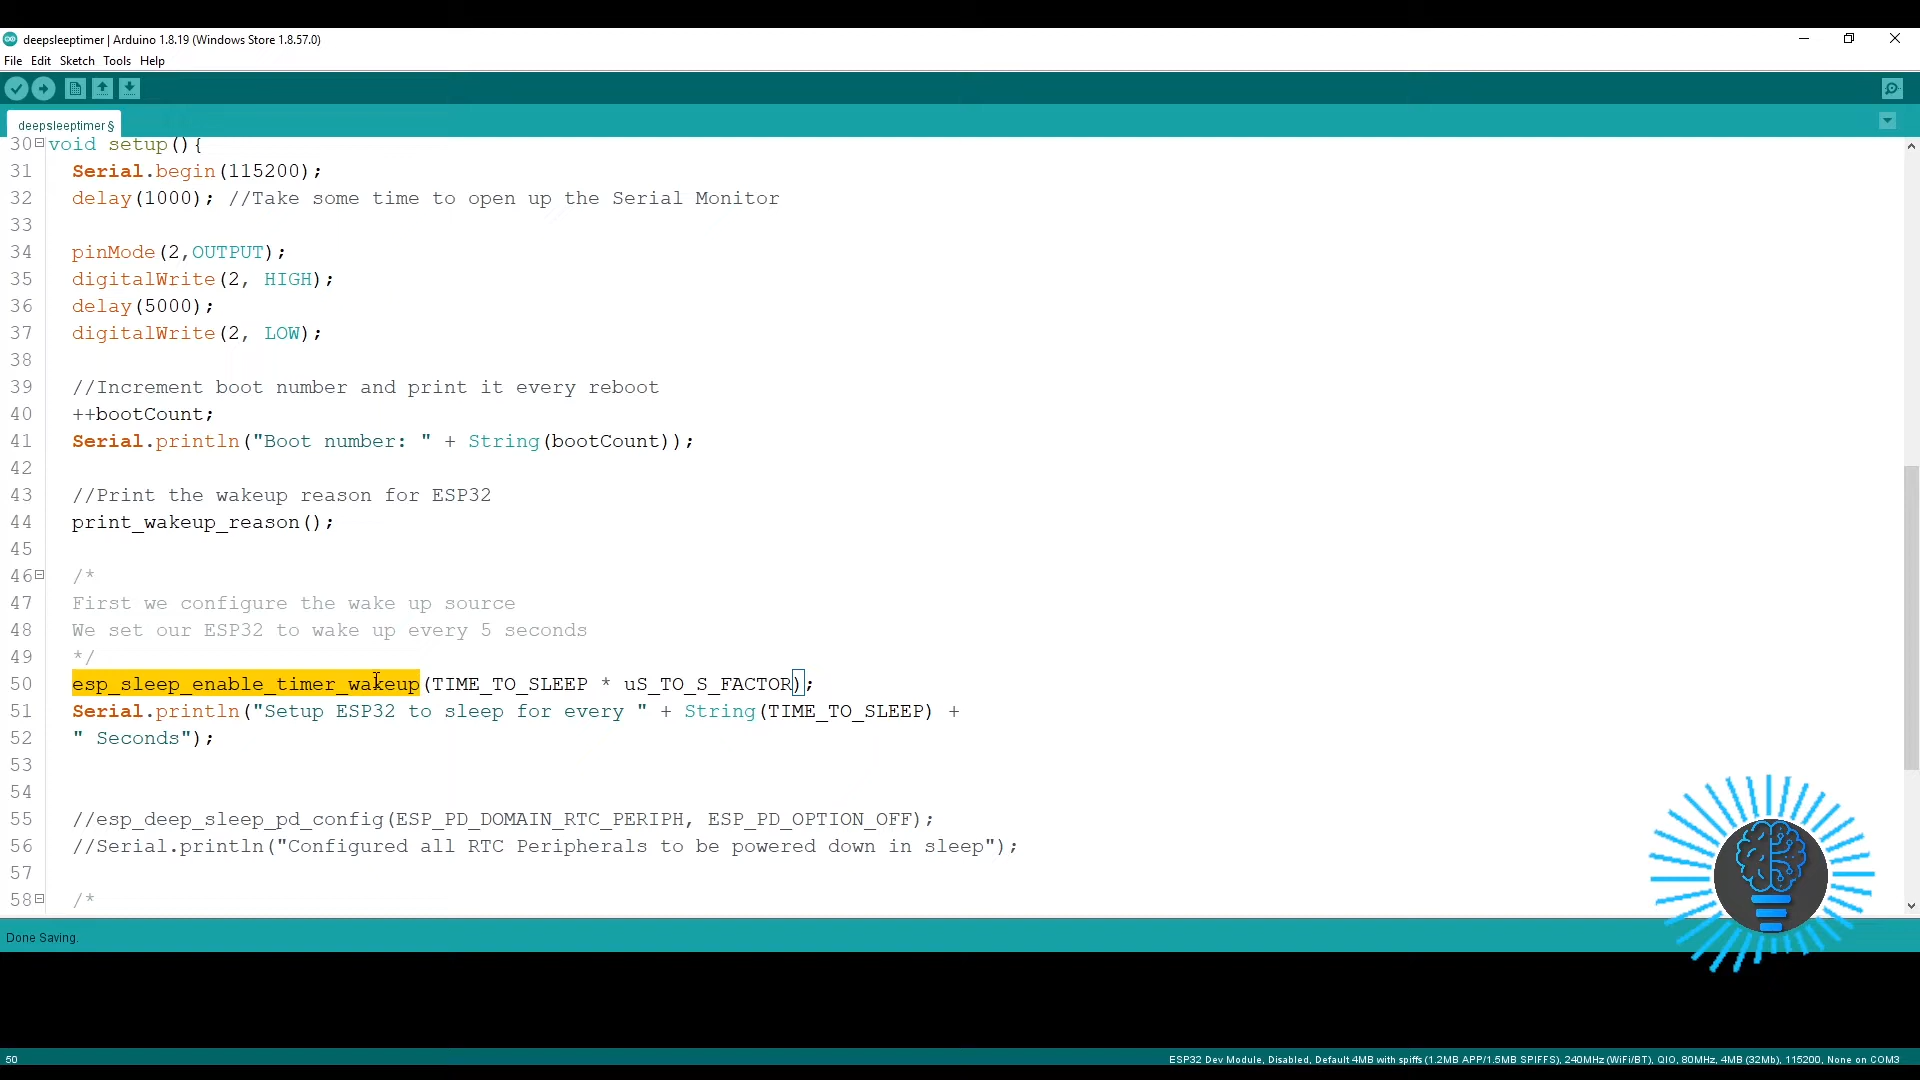 deepsleeptimer | Arduino 1.8.19 (Windows Store 1.8.57.0)
File Edit Sketch Tools Help
deepsleeptimer §
30 void setup(){
31 Serial.begin(115200);
32 delay(1000); //Take some time to open up the Serial Monitor
33
34 pinMode(2,OUTPUT);
35 digitalWrite(2, HIGH);
36 delay(5000);
37 digitalWrite(2, LOW);
38
39 //Increment boot number and print it every reboot
40 ++bootCount;
41 Serial.println("Boot number: " + String(bootCount));
42
43 //Print the wakeup reason for ESP32
44 print_wakeup_reason();
45
46 /*
47 First we configure the wake up source
48 We set our ESP32 to wake up every 5 seconds
49 */
50 esp_sleep_enable_timer_wakeup(TIME_TO_SLEEP * uS_TO_S_FACTOR);
51 Serial.println("Setup ESP32 to sleep for every " + String(TIME_TO_SLEEP) +
52 " Seconds");
53
54
55 //esp_deep_sleep_pd_config(ESP_PD_DOMAIN_RTC_PERIPH, ESP_PD_OPTION_OFF);
56 //Serial.println("Configured all RTC Peripherals to be powered down in sleep");
57
58 /*
Done Saving.
50 ESP32 Dev Module, Disabled, Default 4MB with spiffs (1.2MB APP/1.5MB SPIFFS), 240MHz (WiFi/BT), QIO, 80MHz, 4MB (32Mb), 115200, None on COM3